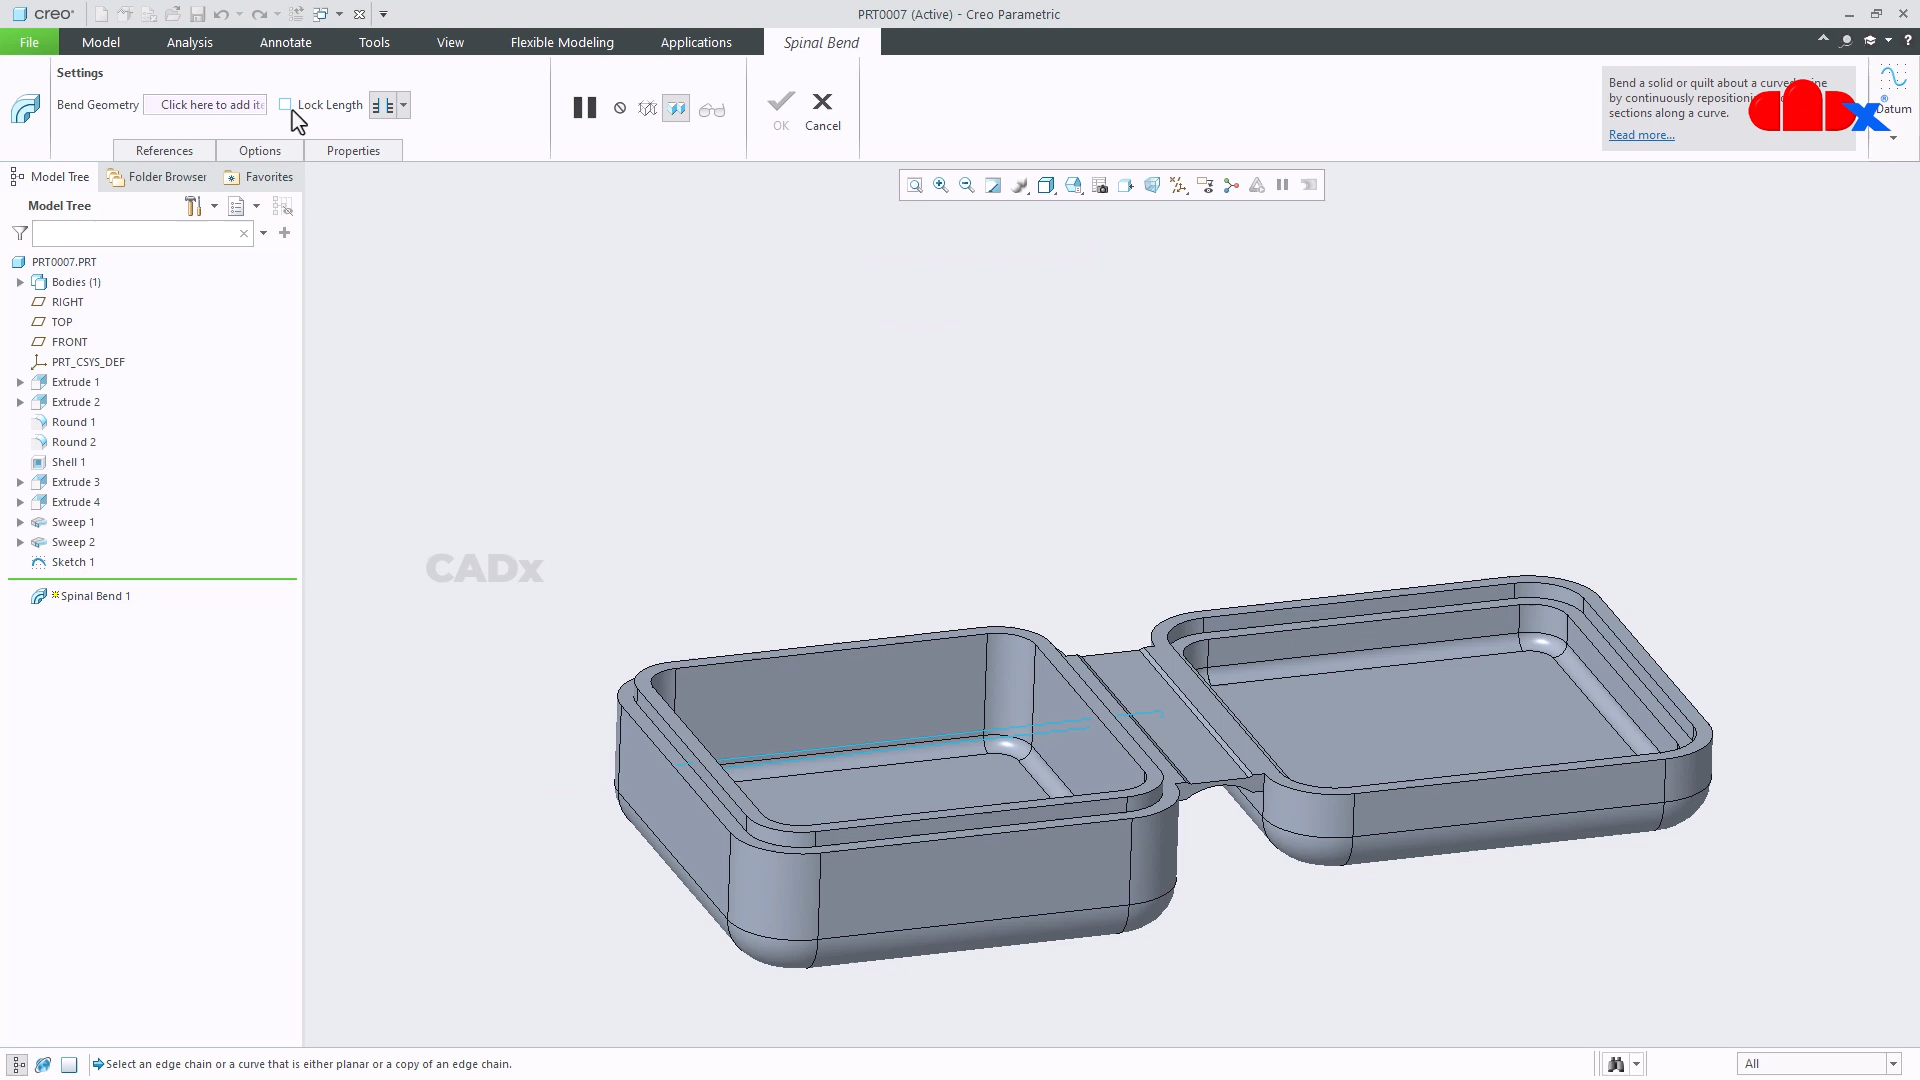 creo
PRT0007 (Active) - Creo Parametric
File
Model
Analysis
Annotate
Tools
View
Flexible Modeling
Applications
Spinal Bend
Settings
Bend Geometry
Click here to add ite
Lock Length
OK
Cancel
References
Options
Properties
Bend a solid or quilt about a curved
by continuously repositioni
sections along a curve.
Read more...
Datum
Model Tree
Folder Browser
Favorites
Model Tree
PRT0007.PRT
Bodies (1)
RIGHT
TOP
FRONT
PRT_CSYS_DEF
Extrude 1
Extrude 2
Round 1
Round 2
Shell 1
Extrude 3
Extrude 4
Sweep 1
Sweep 2
Sketch 1
Spinal Bend 1
CADx
Select an edge chain or a curve that is either planar or a copy of an edge chain.
All